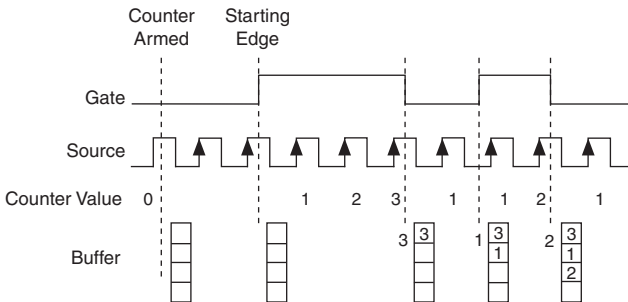 Counter Armed
Starting Edge
Gate
Source
Counter Value 0 1 2 3 1 1 2 1
Buffer
3 3
1 3 1
2 3 1 2